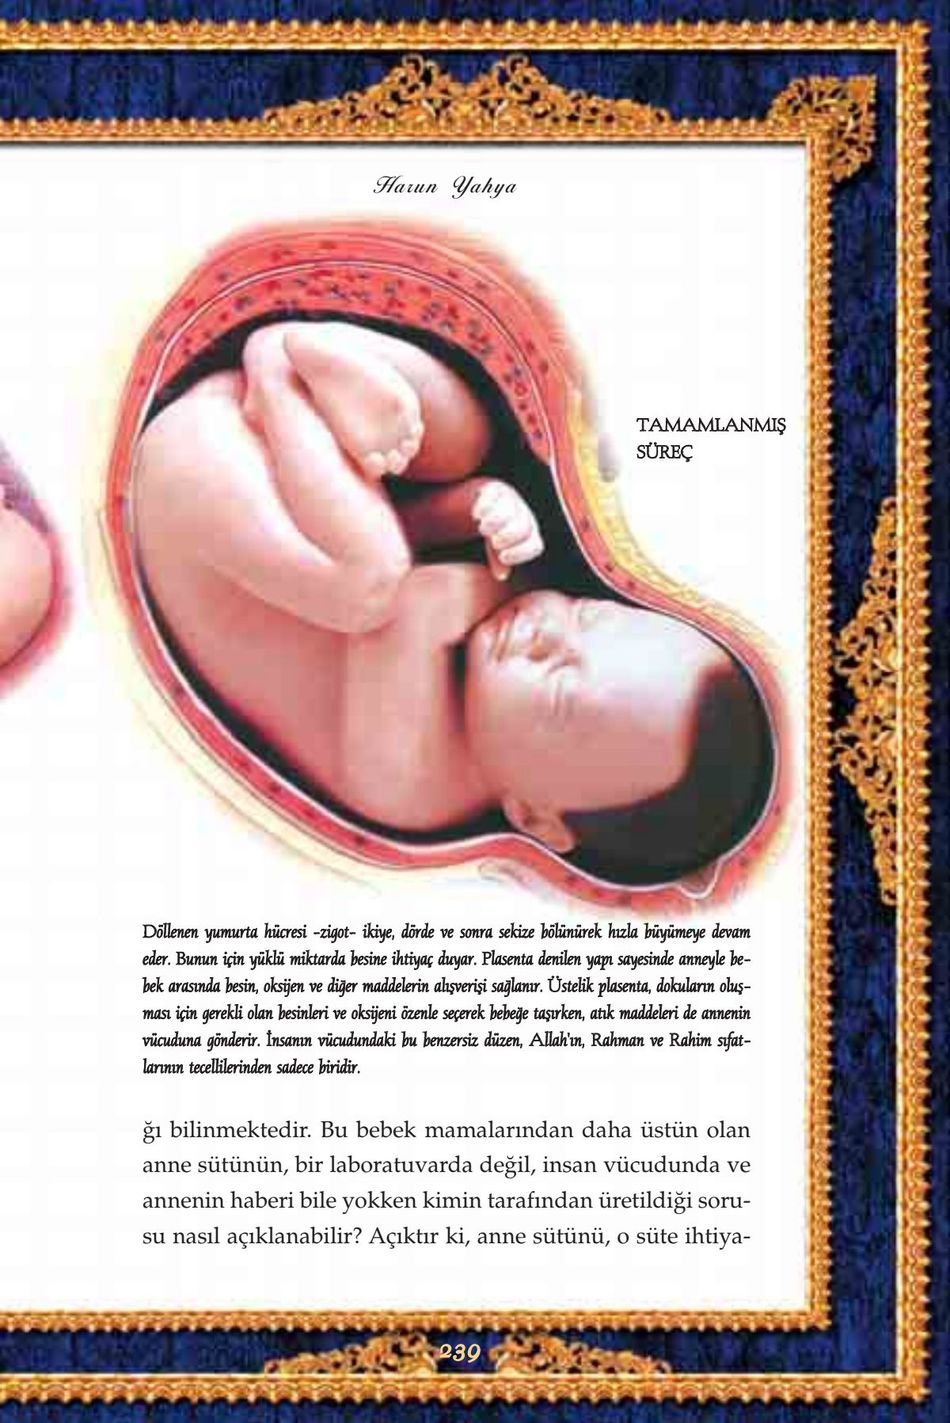 Harun Yahya
TAMAMLANMIŞ
SÜREÇ
Döllenen yumurta hücresi -zigot- ikiye, dörde ve sonra sekize bölünürek hızla büyümeye devam
eder. Bunun için yüklü miktarda besine ihtiyaç duyar. Plasenta denilen yapı sayesinde anneyle be-
bek arasında besin, oksijen ve diğer maddelerin alışverişi sağlanır. Üstelik plasenta, dokuların oluş-
ması için gerekli olan besinleri ve oksijeni özenle seçerek bebeğe taşırken, atık maddeleri de annenin
vücuduna gönderir. İnsanın vücudundaki bu benzersiz düzen, Allah'ın, Rahman ve Rahim sıfat-
larının tecellilerinden sadece biridir.
ğı bilinmektedir. Bu bebek mamalarından daha üstün olan
anne sütünün, bir laboratuvarda değil, insan vücudunda ve
annenin haberi bile yokken kimin tarafından üretildiği soru-
su nasıl açıklanabilir? Açıktır ki, anne sütünü, o süte ihtiya-
239